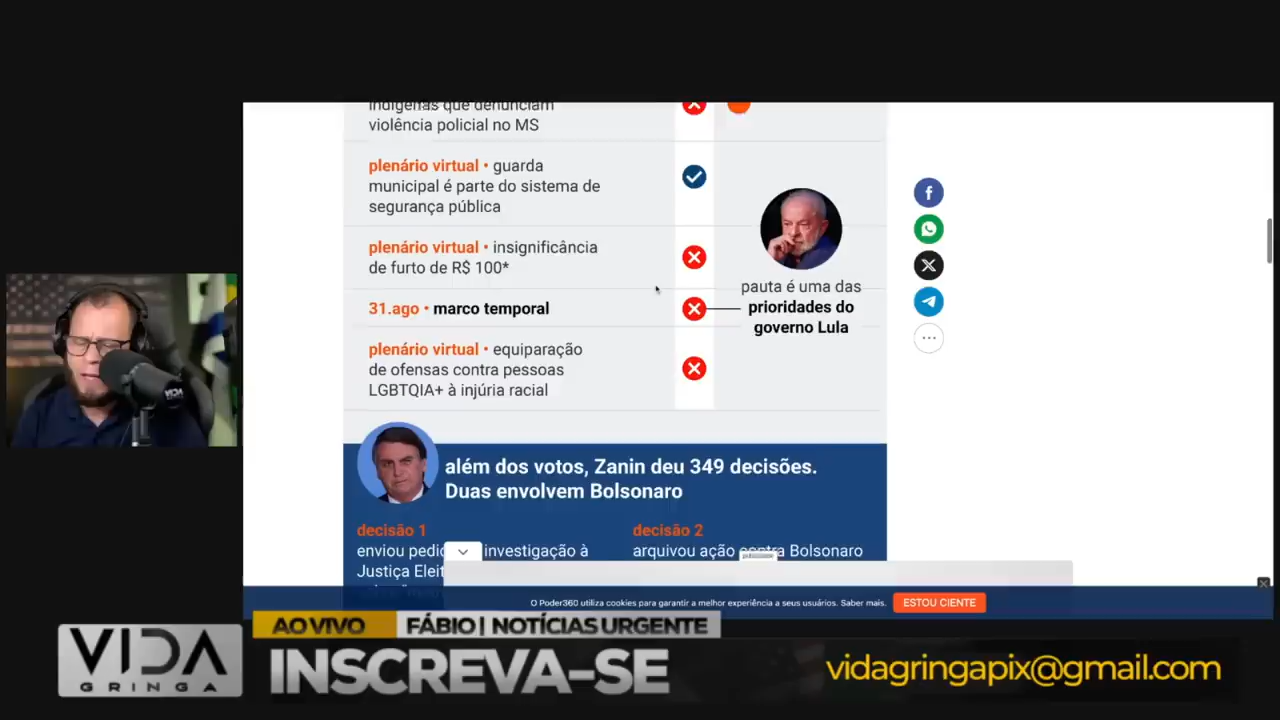 indígenas que denunciam
violência policial no MS
plenário virtual • guarda
municipal é parte do sistema de
segurança pública
plenário virtual • insignificância
de furto de R$ 100*
31.ago • marco temporal
plenário virtual • equiparação
de ofensas contra pessoas
LGBTQIA+ à injúria racial
pauta é uma das
prioridades do
governo Lula
além dos votos, Zanin deu 349 decisões.
Duas envolvem Bolsonaro
decisão 1
enviou investigação à
Justiça
decisão 2
arquivou ação contra Bolsonaro
O Poder360 utiliza cookies para garantir a melhor experiência a seus usuários. Saber mais.
ESTOU CIENTE
VIDA
AO VIVO
FÁBIO | NOTÍCIAS URGENTE
VIDA
GRINGA
INSCREVA-SE
vidagringapix@gmail.com